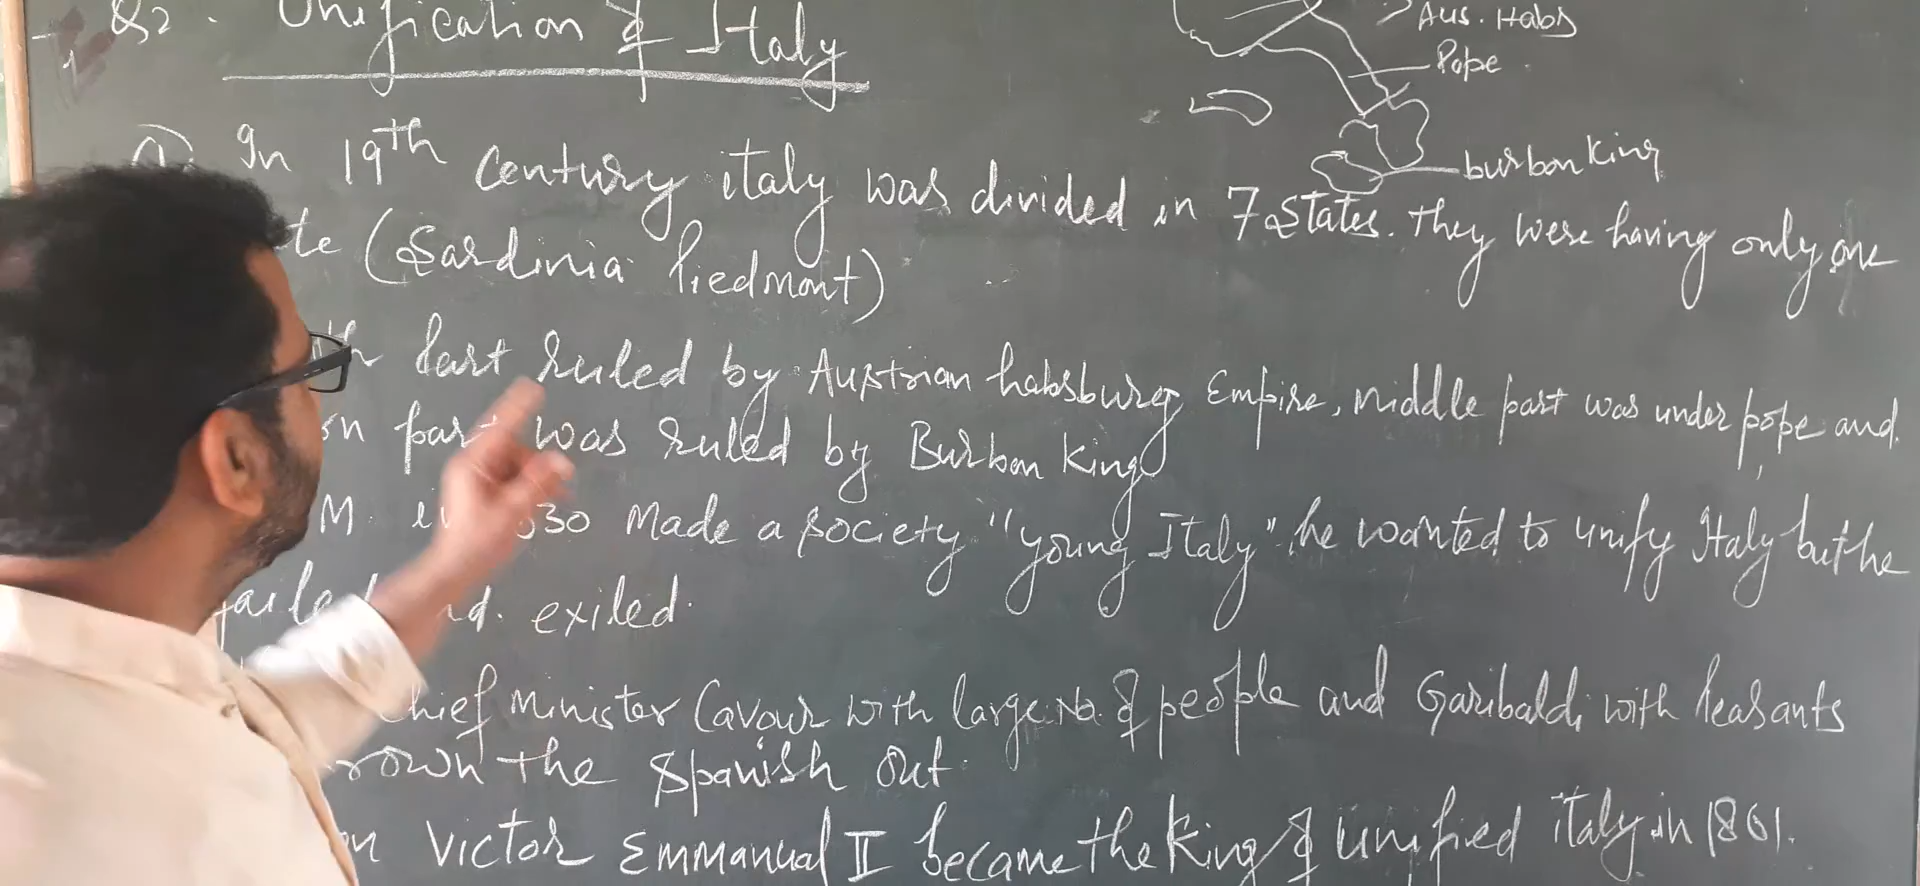 Q2. Unification of Italy
Aus. Habs
Pope
burbon King
In 19th century italy was divided in 7 States. They were having only one
te (Sardinia Piedmont)
th Part ruled by Austrian habsburg Empire, middle part was under pope and
on part was ruled by Burbon King
M. in 1830 Made a society "young Italy". he wanted to unify Italy but he
failed and. exiled.
Chief Minister Cavour with large No. of people and Garibaldi with Peasants
rown the Spanish out.
Victor Emmanual II became the King of unified italy in 1861.